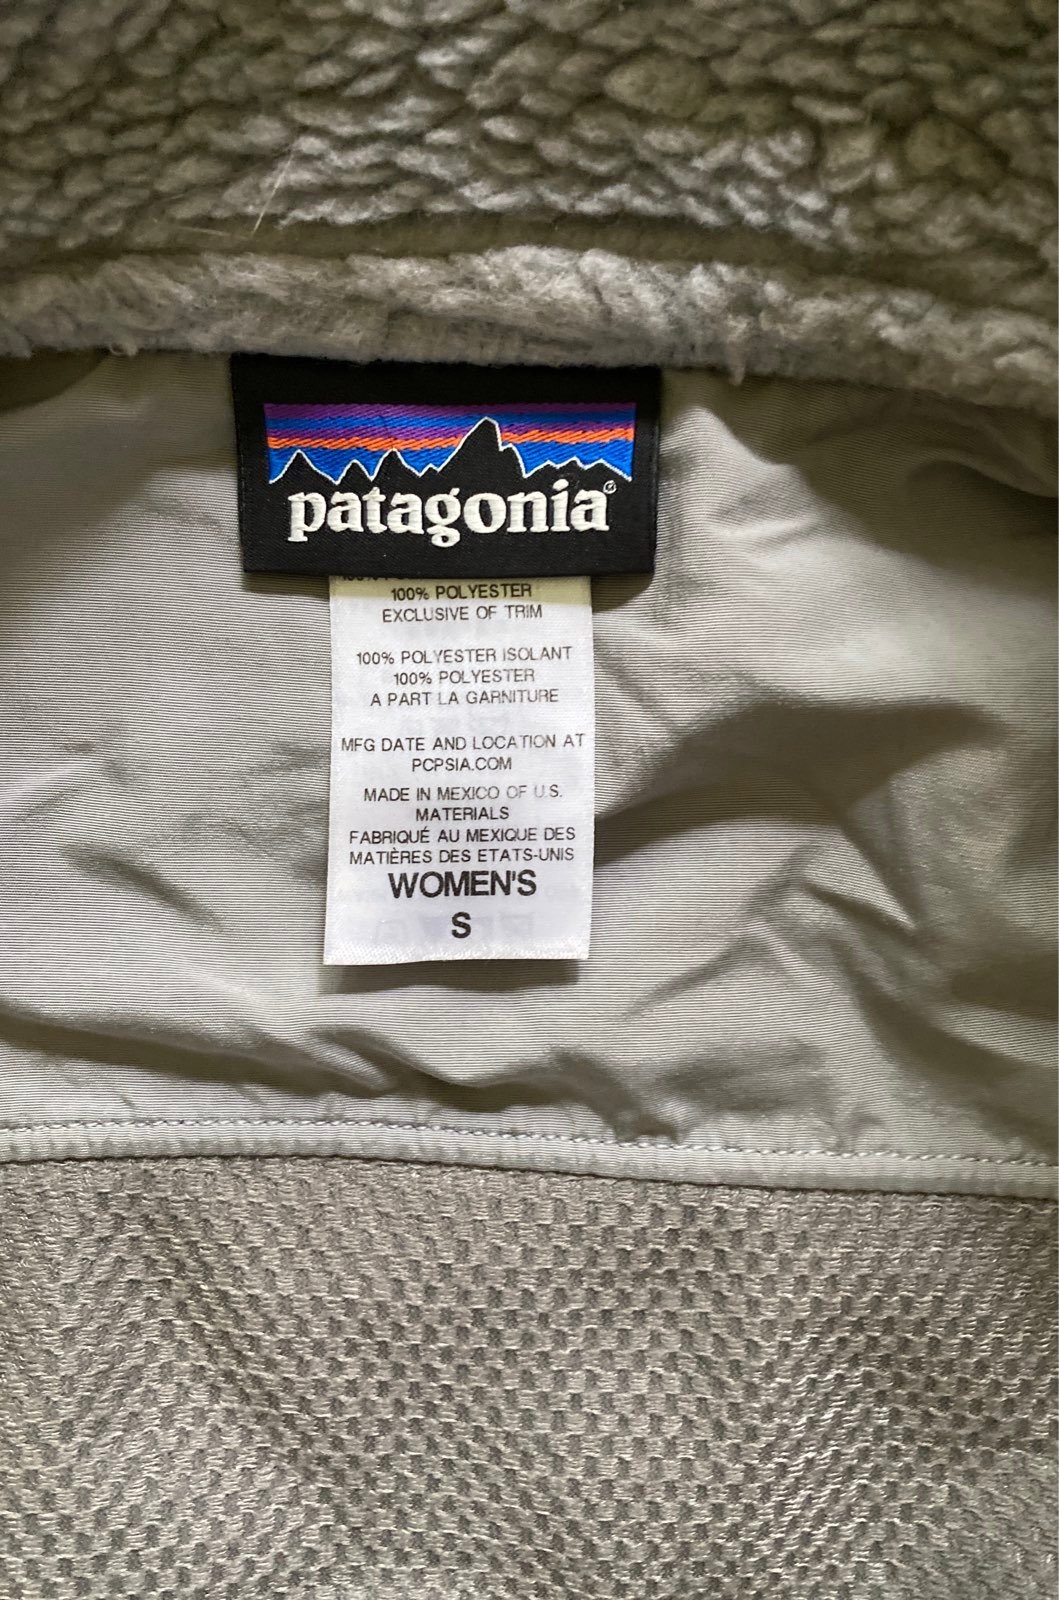 patagonia®
100% POLYESTER
EXCLUSIVE OF TRIM
100% POLYESTER ISOLANT
100% POLYESTER
A PART LA GARNITURE
MFG DATE AND LOCATION AT
PCPSIA.COM
MADE IN MEXICO OF U.S.
MATERIALS
FABRIQUÉ AU MEXIQUE DES
MATIÈRES DES ETATS-UNIS
WOMEN'S
S